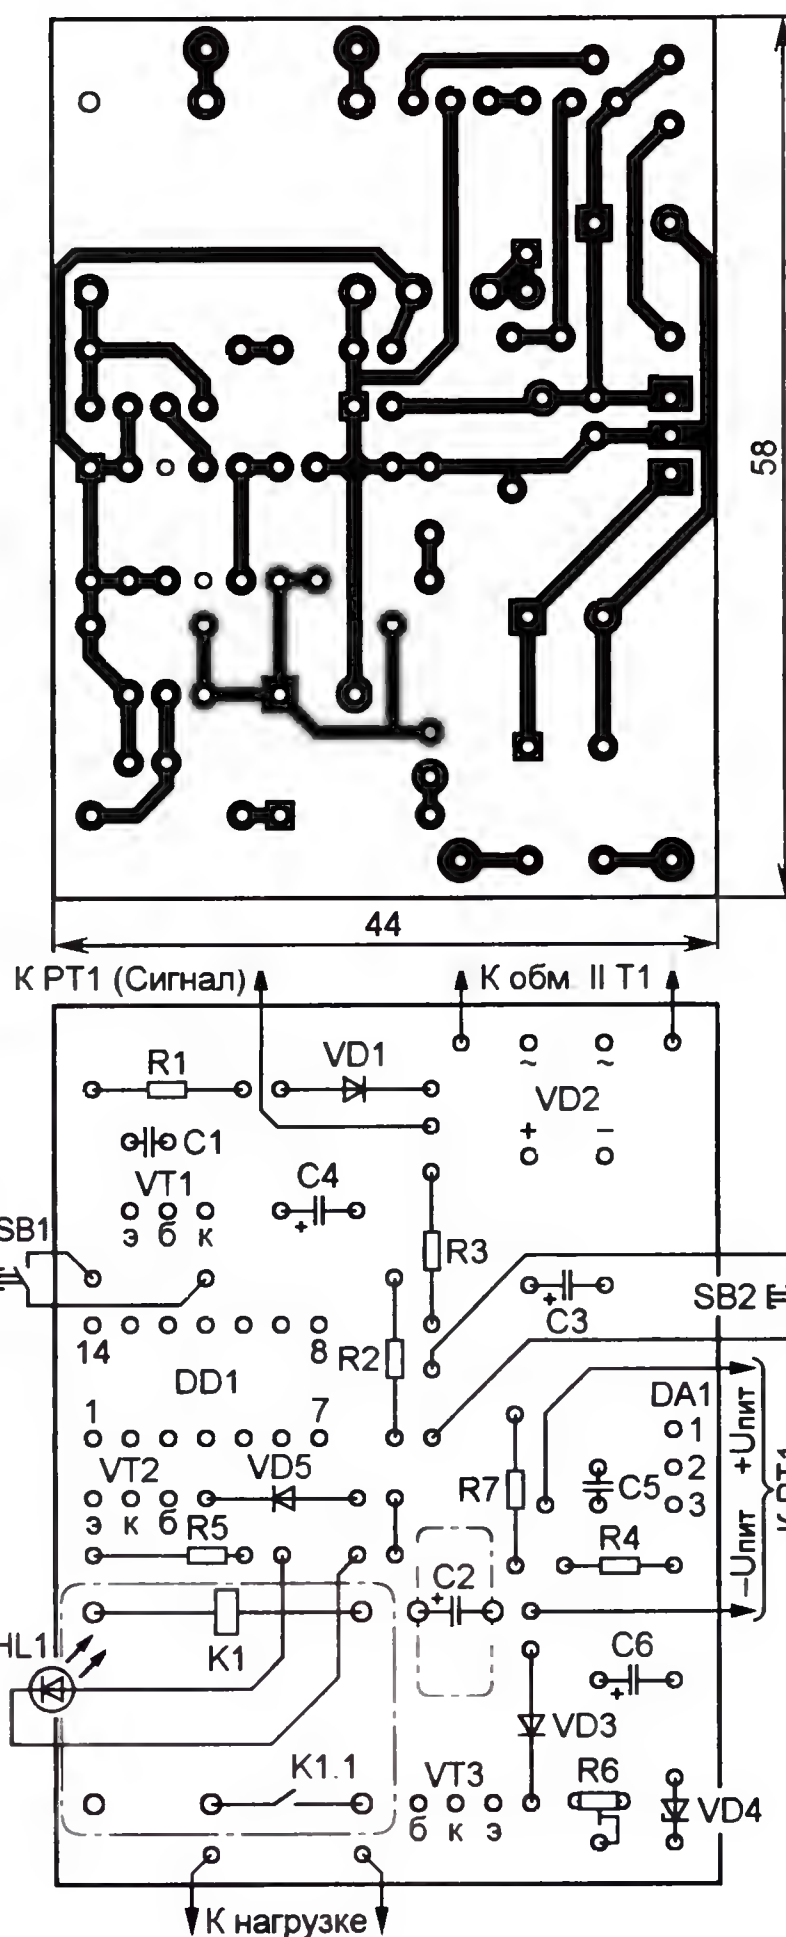 58
44
К РТ1 (Сигнал)
К обм. II Т1
R1
VD1
~ ~
VD2
+ −
C1
VT1
э б к
C4
+
SB1
R3
+
C3
SB2
14
8
R2
DD1
1
7
DA1
1
2
3
+Uпит
−Uпит
VT2
э к б
VD5
R7
C5
R5
R4
C2
+
K1
HL1
C6
+
VD3
K1.1
VT3
б к э
R6
VD4
К нагрузке